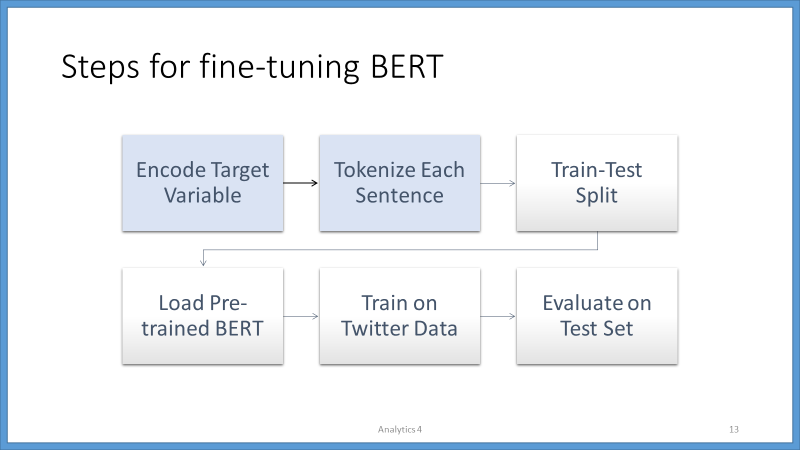 Steps for fine-tuning BERT
Encode Target
Variable
Tokenize Each
Sentence
Train-Test
Split
Load Pre-
trained BERT
Train on
Twitter Data
Evaluate on
Test Set
Analytics 4
13